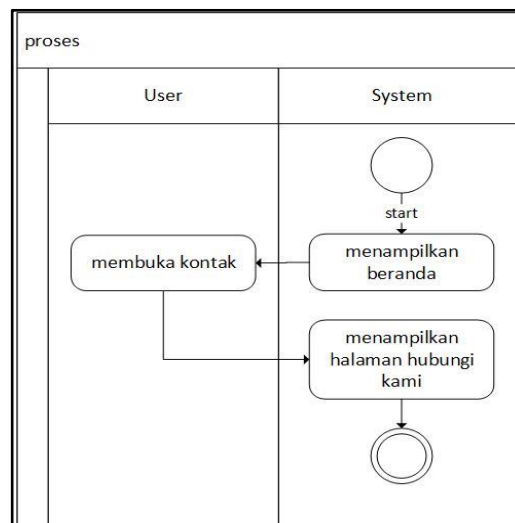 proses
User
System
start
menampilkan
beranda
membuka kontak
menampilkan
halaman hubungi
kami